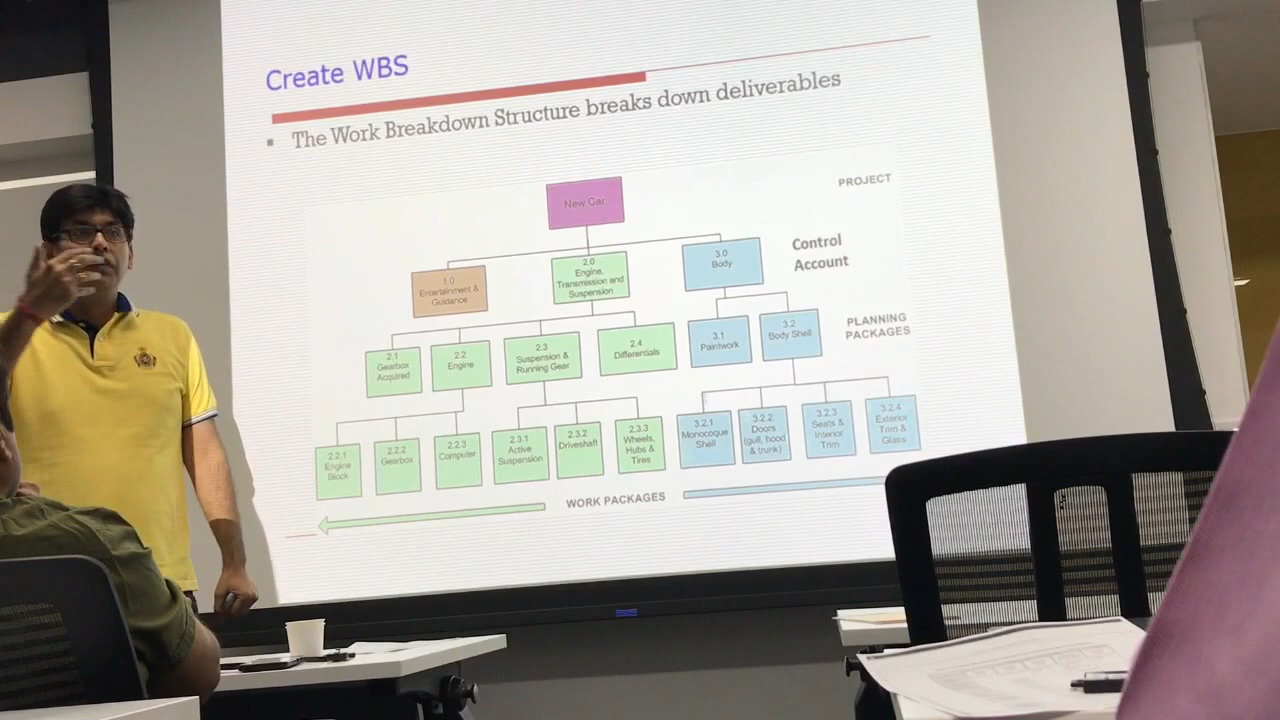 Create WBS
▪ The Work Breakdown Structure breaks down deliverables
PROJECT
New Car
Control
Account
1.0
Entertainment &
Guidance
2.0
Engine,
Transmission and
Suspension
3.0
Body
PLANNING
PACKAGES
2.1
Gearbox
Acquired
2.2
Engine
2.3
Suspension &
Running Gear
2.4
Differentials
3.1
Paintwork
3.2
Body Shell
2.2.1
Engine
Block
2.2.2
Gearbox
2.2.3
Computer
2.3.1
Active
Suspension
2.3.2
Driveshaft
2.3.3
Wheels,
Hubs &
Tires
3.2.1
Monocoque
Shell
3.2.2
Doors
(gull, hood
& trunk)
3.2.3
Seats &
Interior
Trim
3.2.4
Exterior
Trim &
Glass
WORK PACKAGES